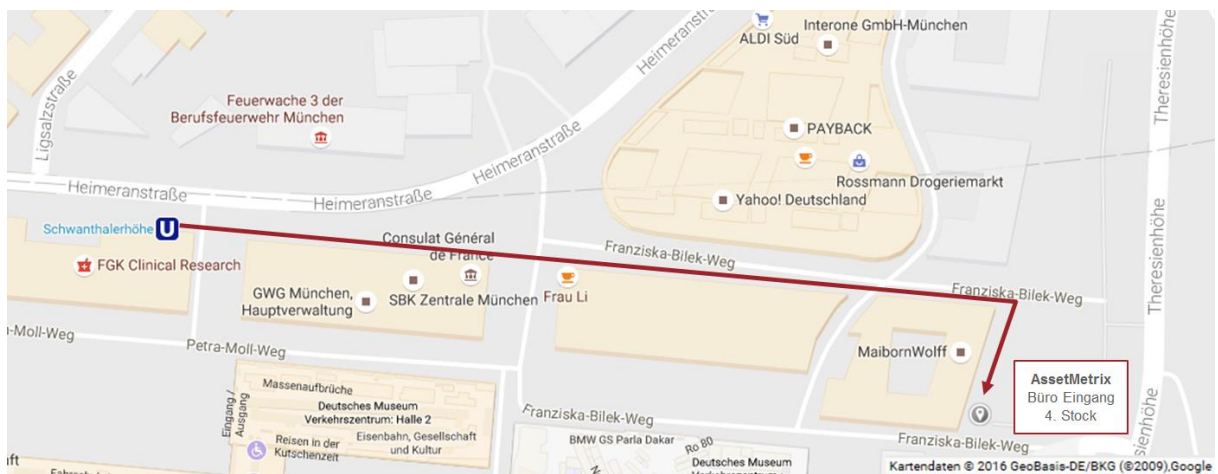 Interone GmbH-München
ALDI Süd
Heimeranstraße
Theresienhöhe
Ligsalzstraße
Feuerwache 3 der
Berufsfeuerwehr München
PAYBACK
Heimeranstraße
Rossmann Drogeriemarkt
Heimeranstraße
Heimeranstraße
Yahoo! Deutschland
Schwanthalerhöhe
U
Consulat Général
de France
Franziska-Bilek-Weg
Theresienhöhe
FGK Clinical Research
GWG München,
Hauptverwaltung
SBK Zentrale München
Frau Li
Franziska-Bilek-Weg
-Moll-Weg
Petra-Moll-Weg
MaibornWolff
AssetMetrix
Büro Eingang
4. Stock
Massenaufbrüche
Deutsches Museum
Verkehrszentrum: Halle 2
Eingang /
Ausgang
Reisen in der
Kutschenzeit
Eisenbahn, Gesellschaft
und Kultur
Franziska-Bilek-Weg
BMW GS Parla Dakar
Ro 80
Deutsches Museum
Franziska-Bilek-Weg
Theresienhöhe
Kartendaten © 2016 GeoBasis-DE/BKG (©2009),Google